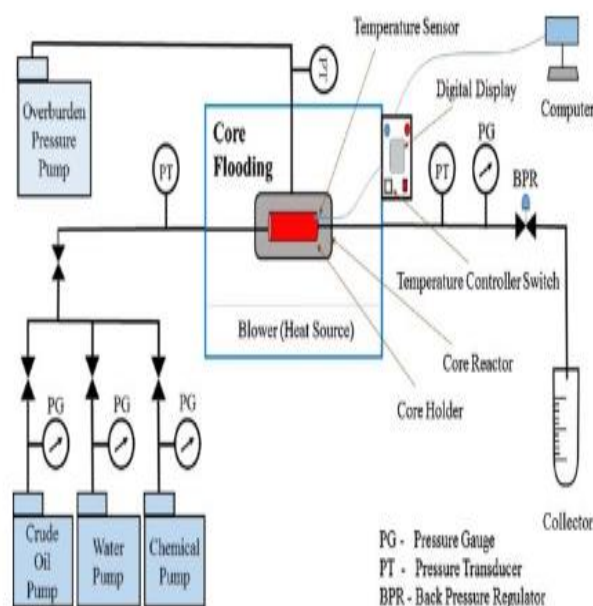 Temperature Sensor
PT
Overburden
Pressure
Pump
Core
Flooding
Digital Display
Computer
PG
PT
PT
BPR
Temperature Controller Switch
Blower (Heat Source)
Core Reactor
Core Holder
PG
PG
PG
Crude
Oil
Pump
Water
Pump
Chemical
Pump
Collector
PG - Pressure Gauge
PT - Pressure Transducer
BPR - Back Pressure Regulator